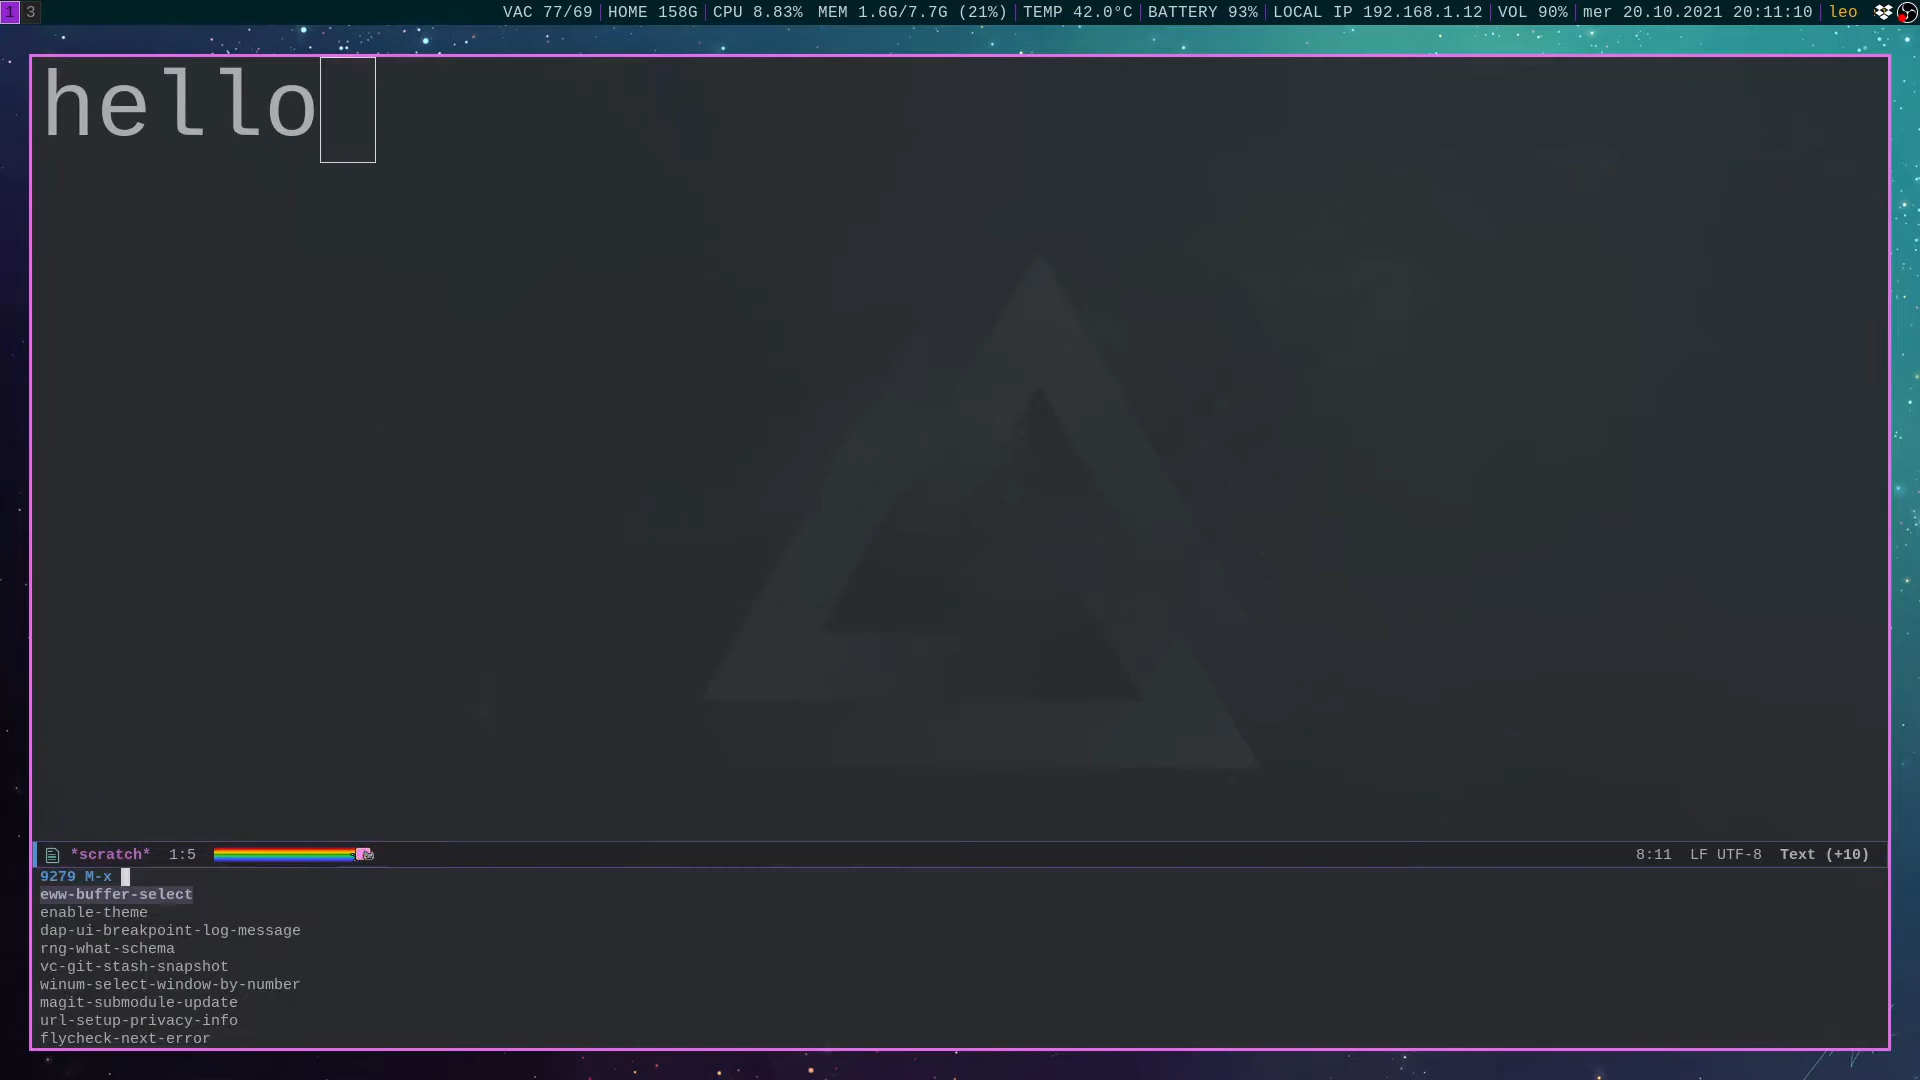 1 3 VAC 77/69 HOME 158G CPU 8.83% MEM 1.6G/7.7G (21%) TEMP 42.0°C BATTERY 93% LOCAL IP 192.168.1.12 VOL 90% mer 20.10.2021 20:11:10 leo
hello
*scratch* 1:5 8:11 LF UTF-8 Text (+10)
9279 M-x
eww-buffer-select
enable-theme
dap-ui-breakpoint-log-message
rng-what-schema
vc-git-stash-snapshot
winum-select-window-by-number
magit-submodule-update
url-setup-privacy-info
flycheck-next-error